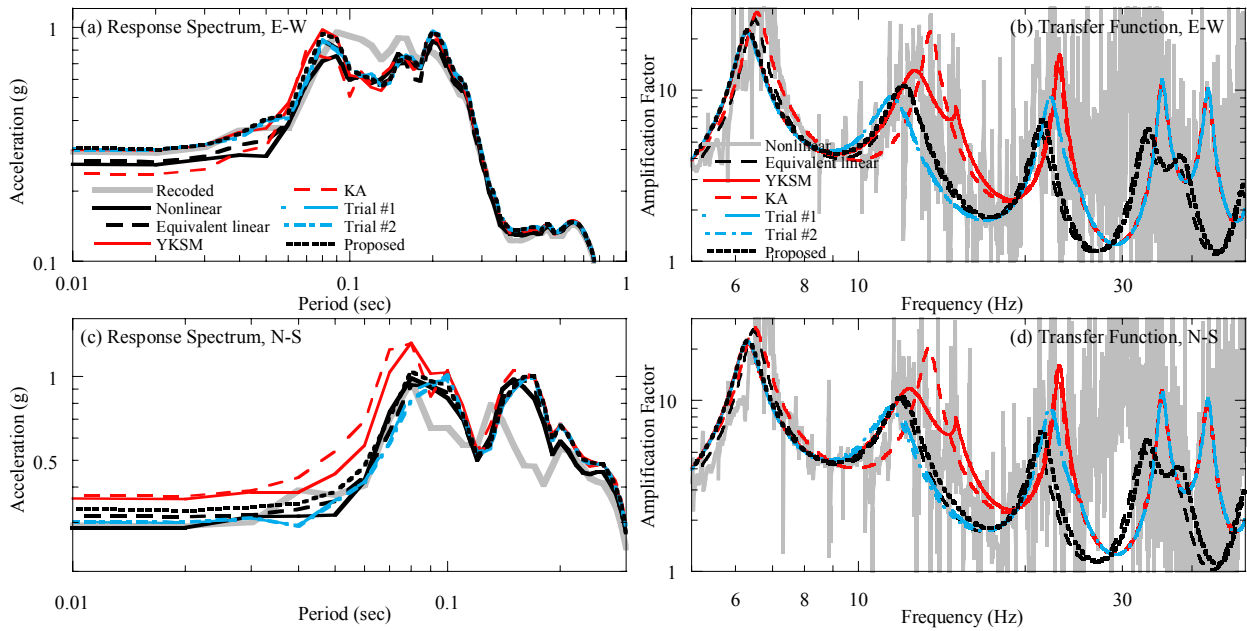 (a) Response Spectrum, E-W
1
Acceleration (g)
0.1
Recoded
Nonlinear
Equivalent linear
YKSM
KA
Trial #1
Trial #2
Proposed
0.01
0.1
1
Period (sec)
(b) Transfer Function, E-W
Amplification Factor
10
1
Nonlinear
Equivalent linear
YKSM
KA
Trial #1
Trial #2
Proposed
6
8
10
20
30
Frequency (Hz)
(c) Response Spectrum, N-S
1
Acceleration (g)
0.5
0.01
0.1
Period (sec)
(d) Transfer Function, N-S
Amplification Factor
10
1
6
8
10
20
30
Frequency (Hz)